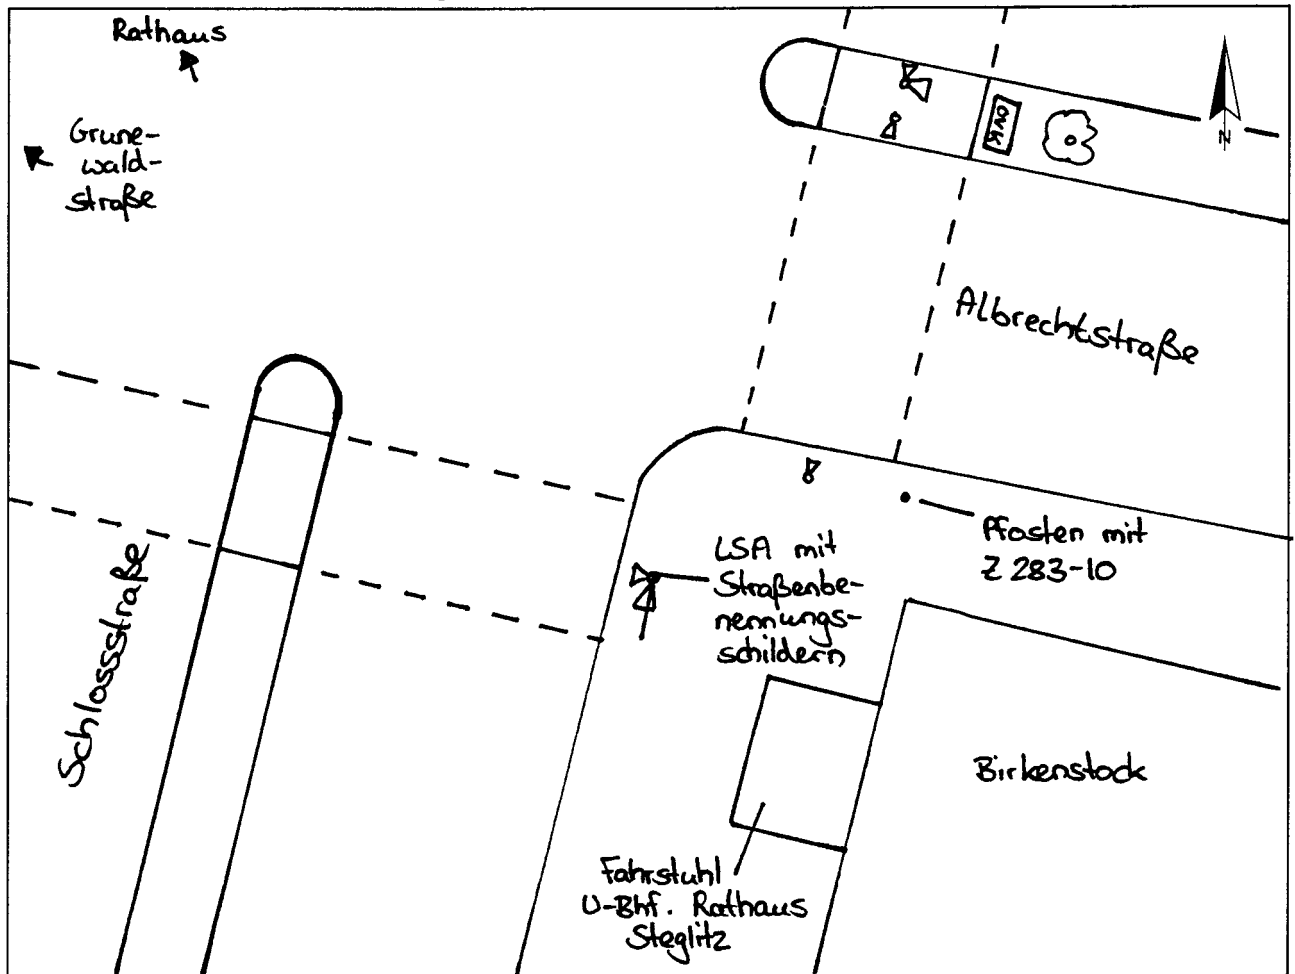 Rathaus
Grune-
wald-
straße
OVK
N
Albrechtstraße
Schlossstraße
LSA mit
Straßenbe-
nennungs-
schildern
Pfosten mit
Z 283-10
Birkenstock
Fahrstuhl
U-Bhf. Rathaus
Steglitz